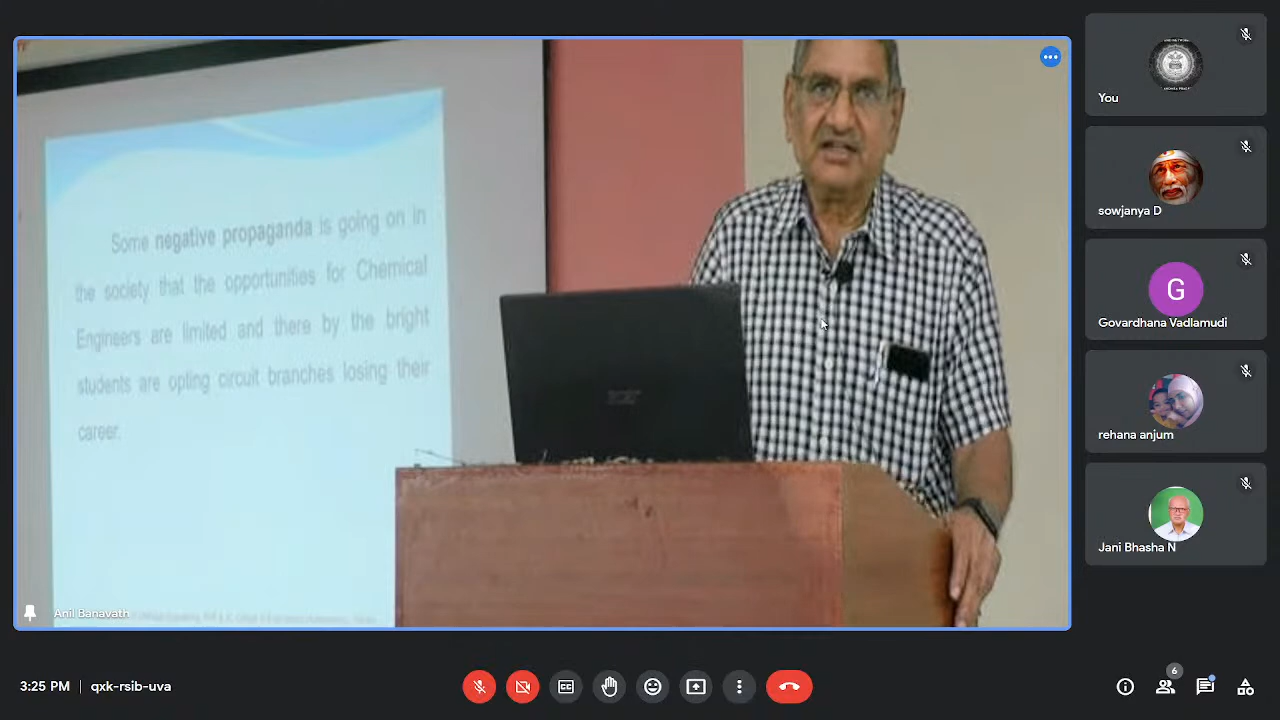 Some negative propaganda is going on in
the society that the opportunities for Chemical
Engineers are limited and there by the bright
students are opting circuit branches losing their
career.
acer
Anil Banavath
You
sowjanya D
G
Govardhana Vadlamudi
rehana anjum
Jani Bhasha N
3:25 PM
qxk-rsib-uva
6